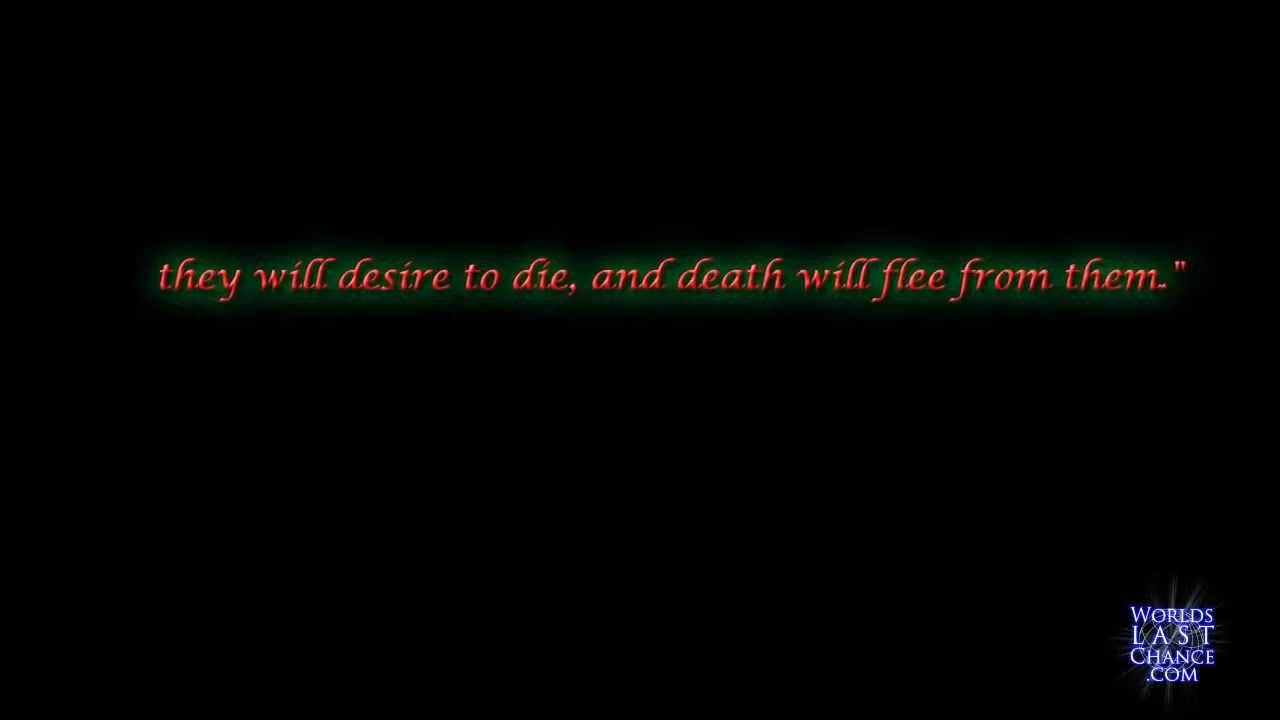 they will desire to die, and death will flee from them."
WORLDS
LAST
CHANCE
.COM